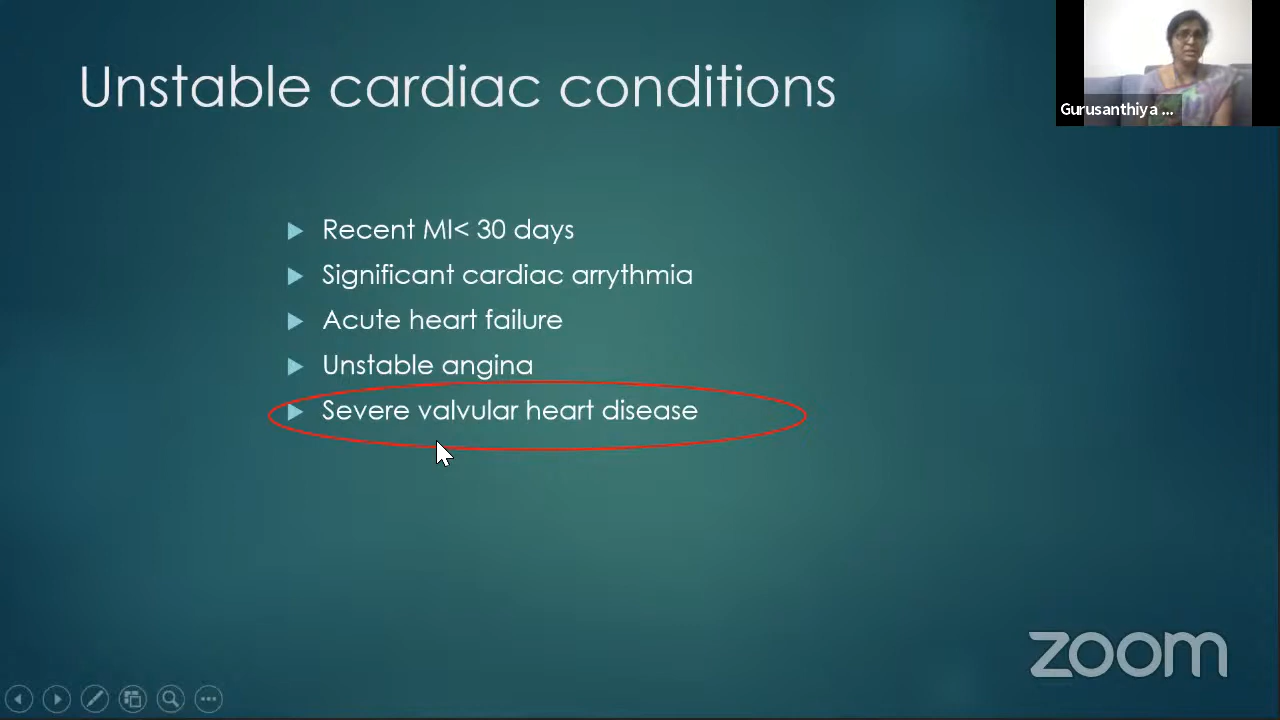 Unstable cardiac conditions
Gurusanthiya ...
Recent MI< 30 days
Significant cardiac arrythmia
Acute heart failure
Unstable angina
Severe valvular heart disease
zoom